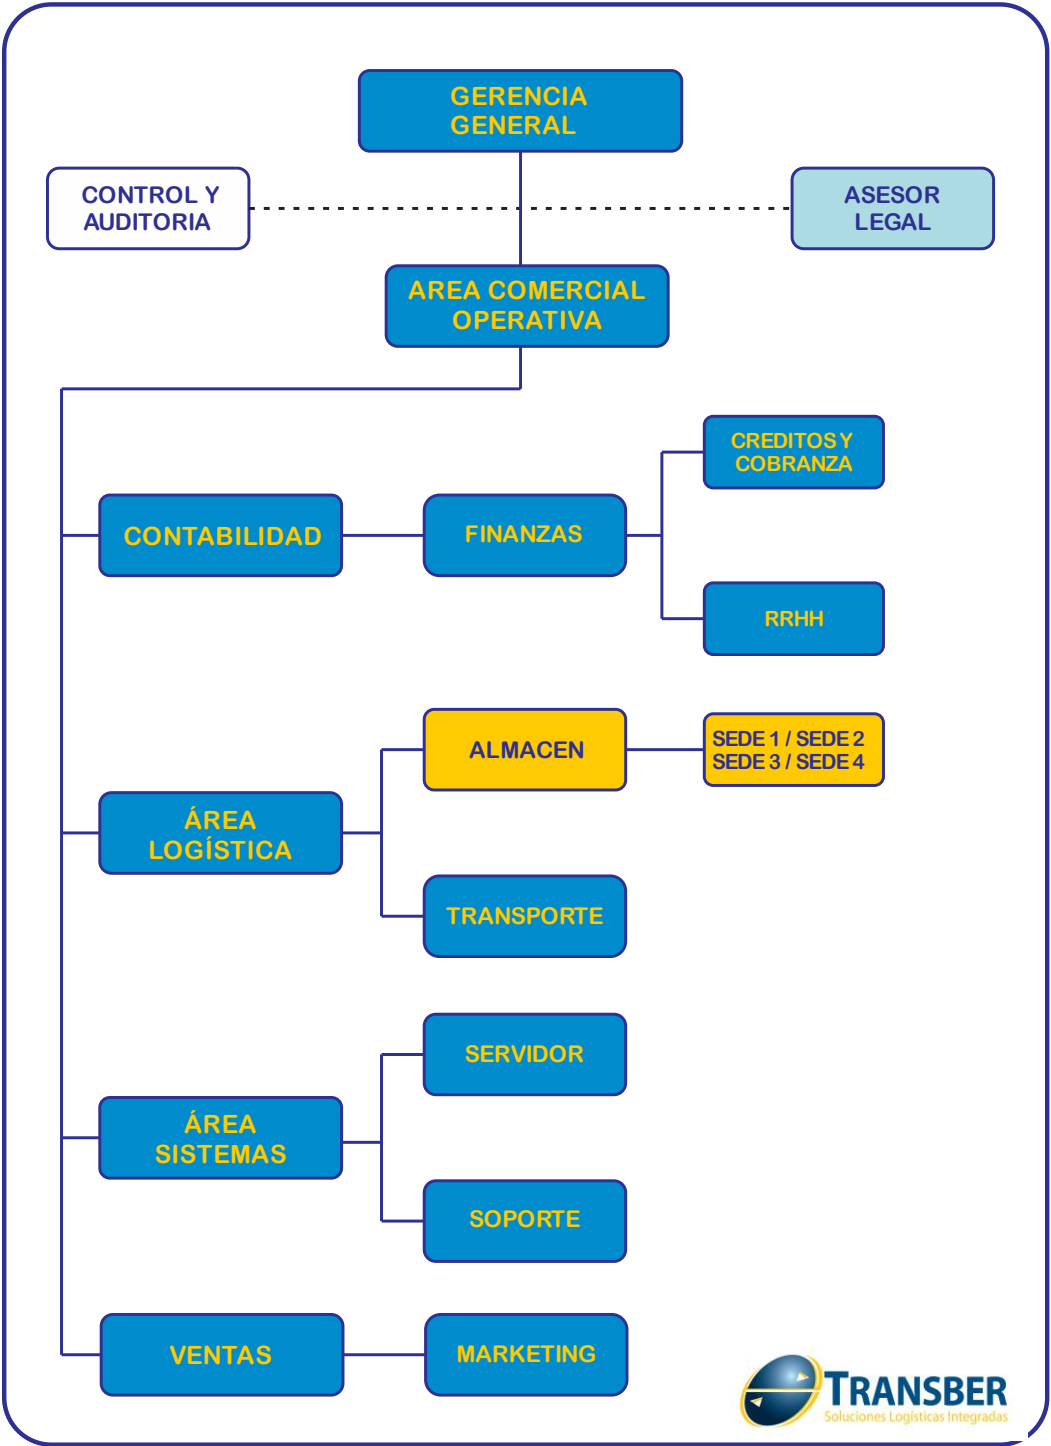 GERENCIA
GENERAL
CONTROL Y
AUDITORIA
ASESOR
LEGAL
AREA COMERCIAL
OPERATIVA
CREDITOS Y
COBRANZA
CONTABILIDAD
FINANZAS
RRHH
ALMACEN
SEDE 1 / SEDE 2
SEDE 3 / SEDE 4
ÁREA
LOGÍSTICA
TRANSPORTE
SERVIDOR
ÁREA
SISTEMAS
SOPORTE
VENTAS
MARKETING
TRANSBER
Soluciones Logísticas Integradas